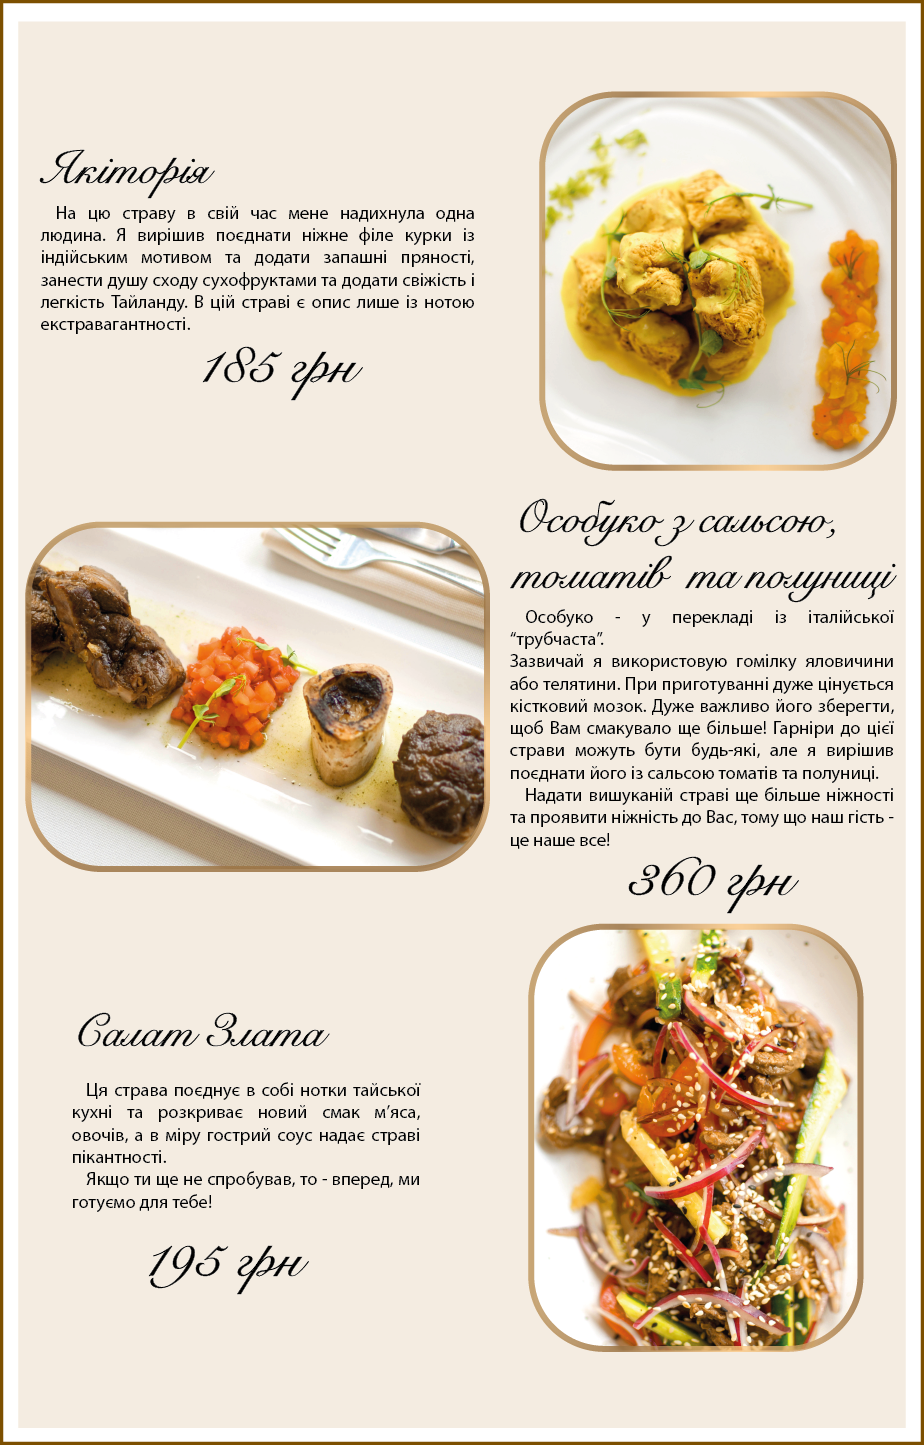 Якіторія
На цю страву в свій час мене надихнула одна
людина. Я вирішив поєднати ніжне філе курки із
індійським мотивом та додати запашні пряності,
занести душу сходу сухофруктами та додати свіжість і
легкість Тайланду. В цій страві є опис лише із нотою
екстравагантності.
185 грн
Особуко з сальсою,
томатів та полуниці
Особуко - у перекладі із італійської
“трубчаста”.
Зазвичай я використовую гомілку яловичини
або телятини. При приготуванні дуже цінується
кістковий мозок. Дуже важливо його зберегти,
щоб Вам смакувало ще більше! Гарніри до цієї
страви можуть бути будь-які, але я вирішив
поєднати його із сальсою томатів та полуниці.
Надати вишуканій страві ще більше ніжності
та проявити ніжність до Вас, тому що наш гість -
це наше все!
360 грн
Салат Злата
Ця страва поєднує в собі нотки тайської
кухні та розкриває новий смак м’яса,
овочів, а в міру гострий соус надає страві
пікантності.
Якщо ти ще не спробував, то - вперед, ми
готуємо для тебе!
195 грн